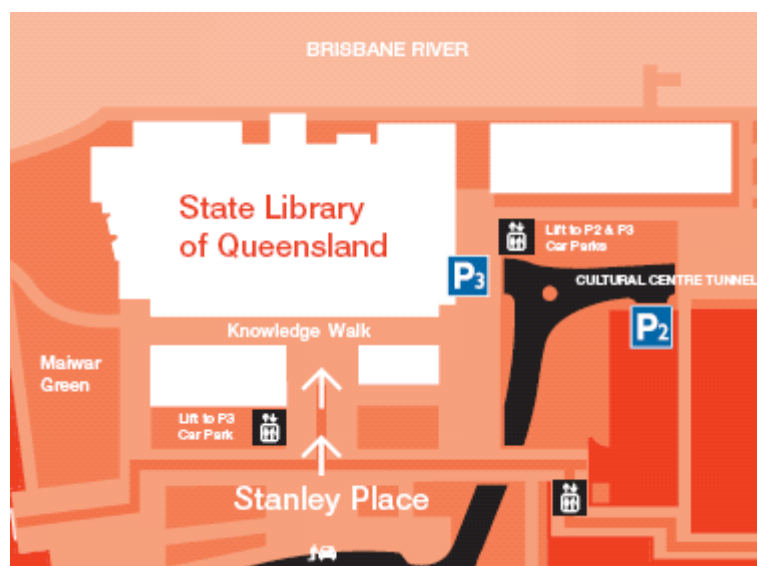 BRISBANE RIVER
State Library
of Queensland
Lift to P2 & P3
Car Parks
P3
CULTURAL CENTRE TUNNEL
P2
Knowledge Walk
Maiwar
Green
Lift to P3
Car Park
Stanley Place